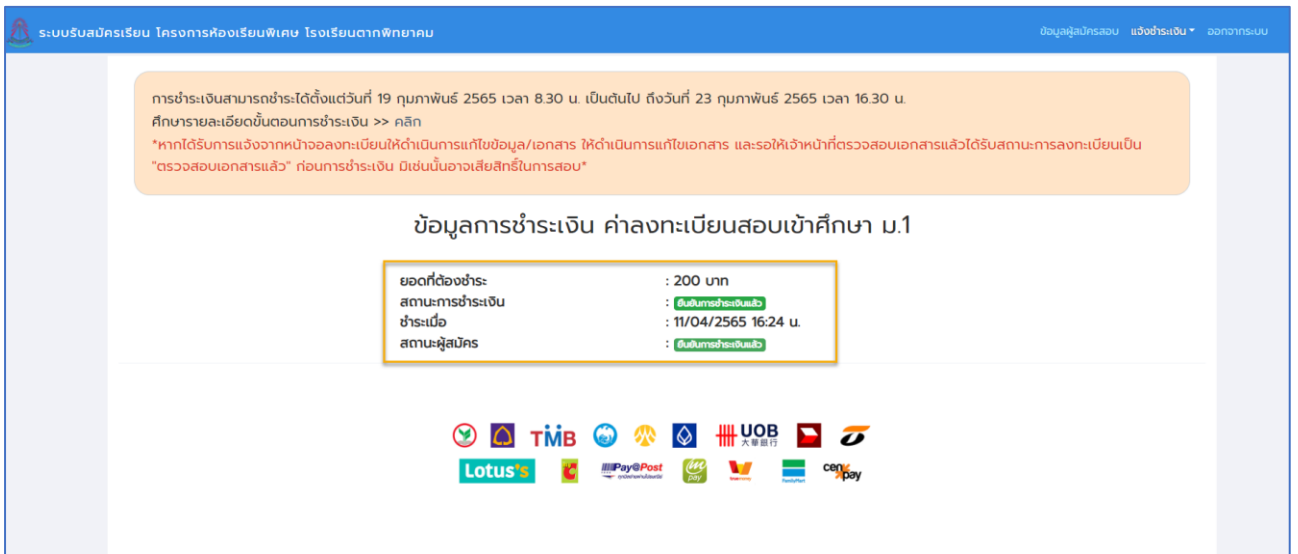 ระบบรับสมัครเรียน โครงการห้องเรียนพิเศษ โรงเรียนตากพิทยาคม
ข้อมูลผู้สมัครสอบ แจ้งชำระเงิน ออกจากระบบ
การชำระเงินสามารถชำระได้ตั้งแต่วันที่ 19 กุมภาพันธ์ 2565 เวลา 8.30 น. เป็นต้นไป ถึงวันที่ 23 กุมภาพันธ์ 2565 เวลา 16.30 น.
ศึกษารายละเอียดขั้นตอนการชำระเงิน >> คลิก
*หากได้รับการแจ้งจากหน้าจอลงทะเบียนให้ดำเนินการแก้ไขข้อมูล/เอกสาร ให้ดำเนินการแก้ไขเอกสาร และรอให้เจ้าหน้าที่ตรวจสอบเอกสารแล้วได้รับสถานะการลงทะเบียนเป็น
"ตรวจสอบเอกสารแล้ว" ก่อนการชำระเงิน มิเช่นนั้นอาจเสียสิทธิ์ในการสอบ*
ข้อมูลการชำระเงิน ค่าลงทะเบียนสอบเข้าศึกษา ม.1
ยอดที่ต้องชำระ : 200 บาท
สถานะการชำระเงิน : ยืนยันการชำระเงินแล้ว
ชำระเมื่อ : 11/04/2565 16:24 น.
สถานะผู้สมัคร : ยืนยันการชำระเงินแล้ว
TMB UOB 大華銀行
Lotus's Pay@Post my pay FamilyMart cenpay